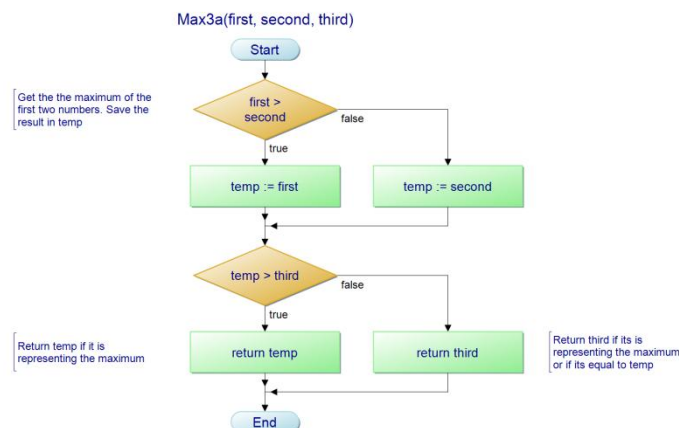 Max3a(first, second, third)
Start
Get the the maximum of the
first two numbers. Save the
result in temp
first >
second
false
true
temp := first
temp := second
temp > third
false
true
Return temp if it is
representing the maximum
return temp
return third
Return third if its is
representing the maximum
or if its equal to temp
End